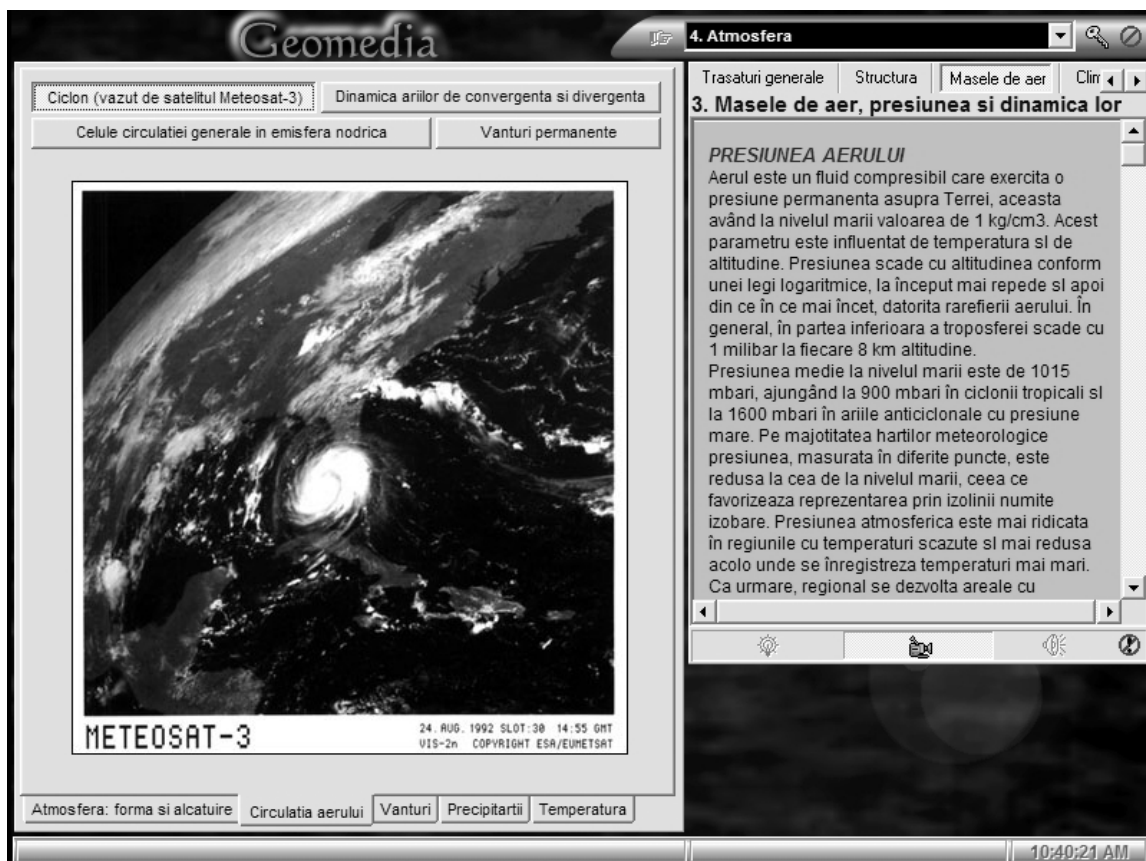 Geomedia
4. Atmosfera
Ciclon (vazut de satelitul Meteosat-3)
Dinamica ariilor de convergenta si divergenta
Celule circulatiei generale in emisfera nodrica
Vanturi permanente
METEOSAT-3
24. AUG. 1992 SLOT:30 14:55 GMT
VIS-2n COPYRIGHT ESA/EUMETSAT
Atmosfera: forma si alcatuire
Circulatia aerului
Vanturi
Precipitartii
Temperatura
Trasaturi generale
Structura
Masele de aer
Clim
3. Masele de aer, presiunea si dinamica lor
PRESIUNEA AERULUI
Aerul este un fluid compresibil care exercita o
presiune permanenta asupra Terrei, aceasta
având la nivelul marii valoarea de 1 kg/cm3. Acest
parametru este influentat de temperatura sl de
altitudine. Presiunea scade cu altitudinea conform
unei legi logaritmice, la început mai repede sl apoi
din ce în ce mai încet, datorita rarefierii aerului. În
general, în partea inferioara a troposferei scade cu
1 milibar la fiecare 8 km altitudine.
Presiunea medie la nivelul marii este de 1015
mbari, ajungând la 900 mbari în ciclonii tropicali sl
la 1600 mbari în ariile anticiclonale cu presiune
mare. Pe majotitatea hartilor meteorologice
presiunea, masurata în diferite puncte, este
redusa la cea de la nivelul marii, ceea ce
favorizeaza reprezentarea prin izolinii numite
izobare. Presiunea atmosferica este mai ridicata
în regiunile cu temperaturi scazute sl mai redusa
acolo unde se înregistreza temperaturi mai mari.
Ca urmare, regional se dezvolta areale cu
10:40:21 AM